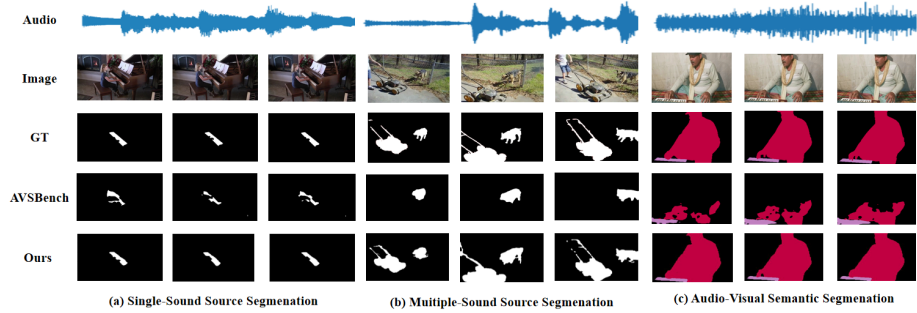 Audio
Image
GT
AVSBench
Ours
(a) Single-Sound Source Segmenation
(b) Muitiple-Sound Source Segmenation
(c) Audio-Visual Semantic Segmenation